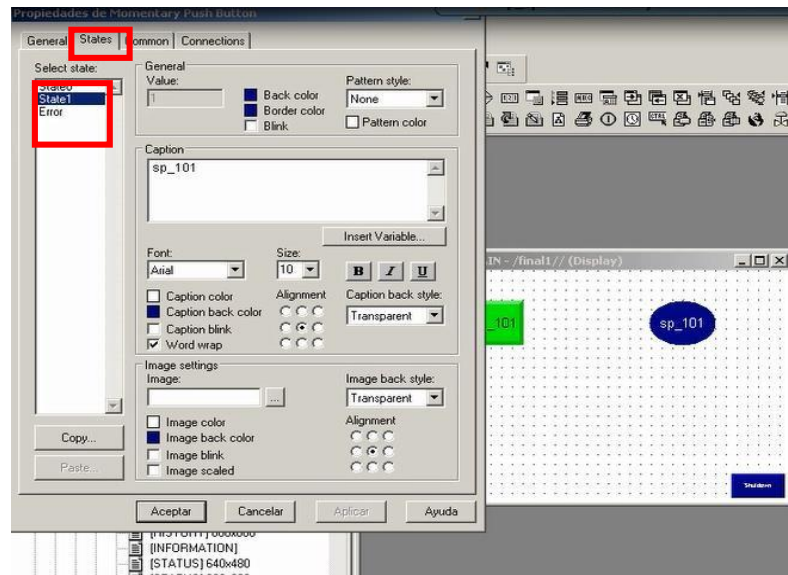 Propiedades de Momentary Push Button
General States Common Connections
Select state:
State0
State1
Error
General
Value:
1
Back color
Border color
Blink
Pattern style:
None
Pattern color
Caption
sp_101
Insert Variable...
Font:
Arial
Size:
10
B I U
Caption color
Caption back color
Caption blink
Word wrap
Alignment
Caption back style:
Transparent
Image settings
Image:
...
Image back style:
Transparent
Image color
Image back color
Image blink
Image scaled
Alignment
Copy...
Paste...
Aceptar Cancelar Aplicar Ayuda
AIN - /final1// (Display)
_101
sp_101
Shutdown
[INFORMATION]
[STATUS] 640x480